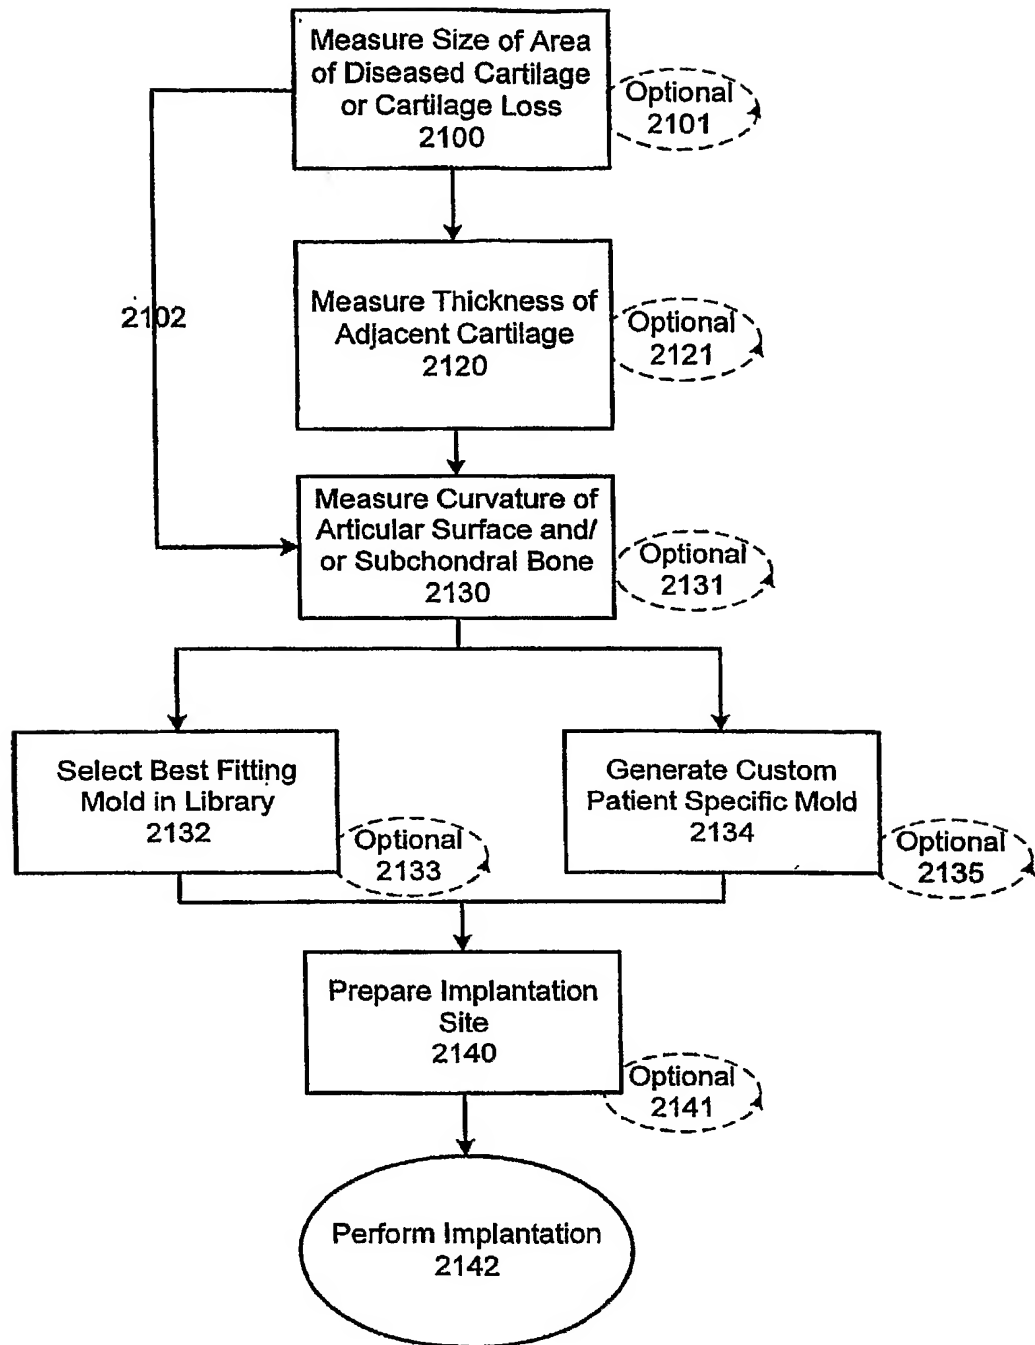 Measure Size of Area
of Diseased Cartilage
or Cartilage Loss
2100
Optional
2101
2102
Measure Thickness of
Adjacent Cartilage
2120
Optional
2121
Measure Curvature of
Articular Surface and/
or Subchondral Bone
2130
Optional
2131
Select Best Fitting
Mold in Library
2132
Optional
2133
Generate Custom
Patient Specific Mold
2134
Optional
2135
Prepare Implantation
Site
2140
Optional
2141
Perform Implantation
2142